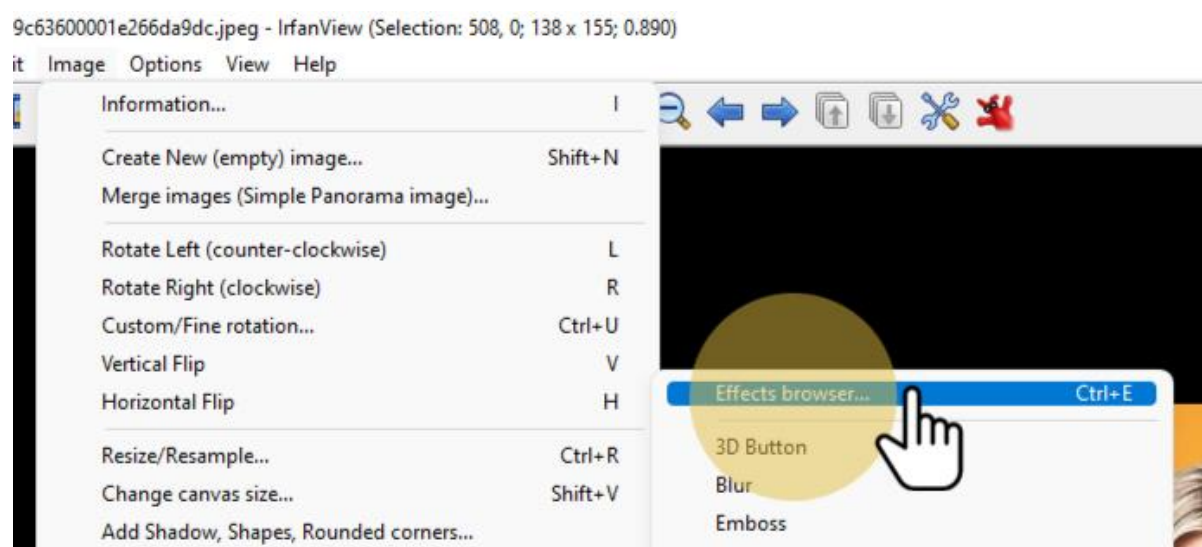 9c63600001e266da9dc.jpeg - IrfanView (Selection: 508, 0; 138 x 155; 0.890)
it Image Options View Help
Information... I
Create New (empty) image... Shift+N
Merge images (Simple Panorama image)...
Rotate Left (counter-clockwise) L
Rotate Right (clockwise) R
Custom/Fine rotation... Ctrl+U
Vertical Flip V
Horizontal Flip H
Resize/Resample... Ctrl+R
Change canvas size... Shift+V
Add Shadow, Shapes, Rounded corners...
Effects browser... Ctrl+E
3D Button
Blur
Emboss